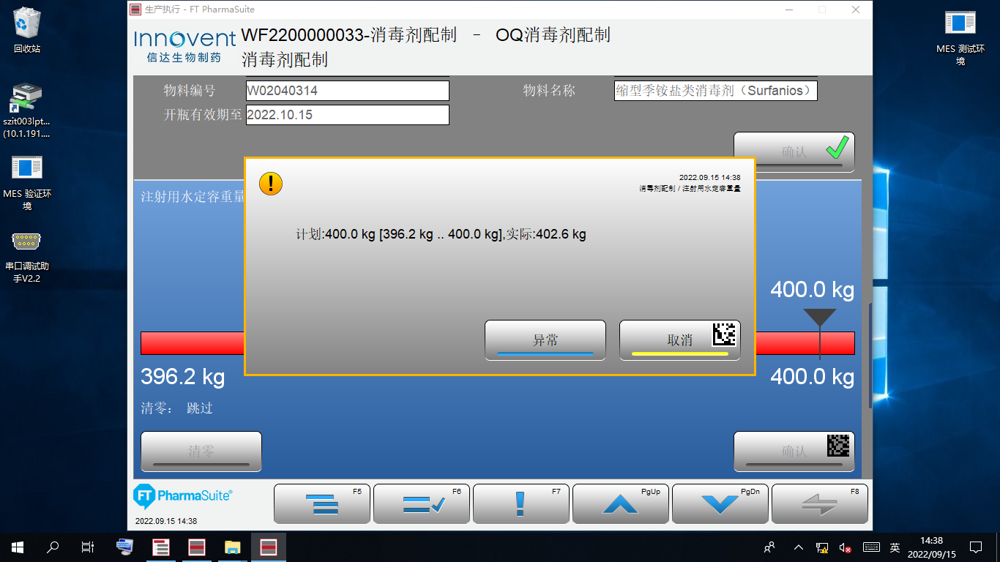 回收站
szit003lpt...
(10.1.191....
MES 验证环
境
串口调试助
手V2.2
MES 测试环
境
生产执行 - FT PharmaSuite
Innovent
信达生物制药
WF2200000033-消毒剂配制 - OQ消毒剂配制
消毒剂配制
物料编号 W02040314 物料名称 缩型季铵盐类消毒剂（Surfanios）
开瓶有效期至 2022.10.15
确认
注射用水定容重量
2022.09.15 14:38
消毒剂配制 / 注射用水定容重量
计划:400.0 kg [396.2 kg .. 400.0 kg],实际:402.6 kg
异常 取消
400.0 kg
396.2 kg 400.0 kg
清零： 跳过
清零 确认
FT PharmaSuite®
2022.09.15 14:38
F5 F6 F7 PgUp PgDn F8
英
14:38
2022/09/15